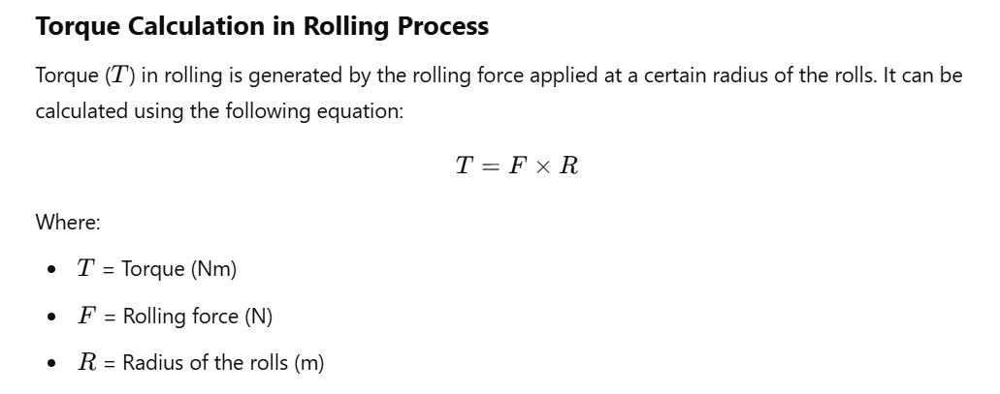 Torque Calculation in Rolling Process
Torque (T) in rolling is generated by the rolling force applied at a certain radius of the rolls. It can be
calculated using the following equation:
T = F × R
Where:
• T = Torque (Nm)
• F = Rolling force (N)
• R = Radius of the rolls (m)